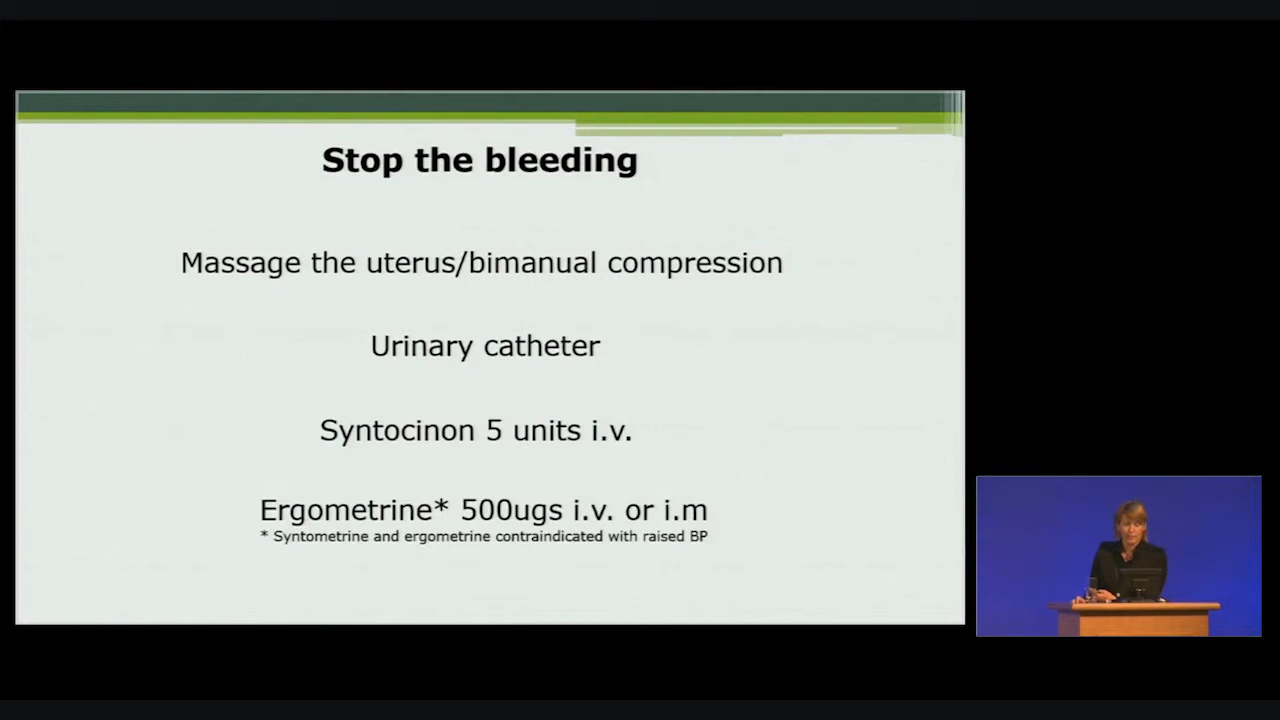 Stop the bleeding
Massage the uterus/bimanual compression
Urinary catheter
Syntocinon 5 units i.v.
Ergometrine* 500ugs i.v. or i.m
* Syntometrine and ergometrine contraindicated with raised BP